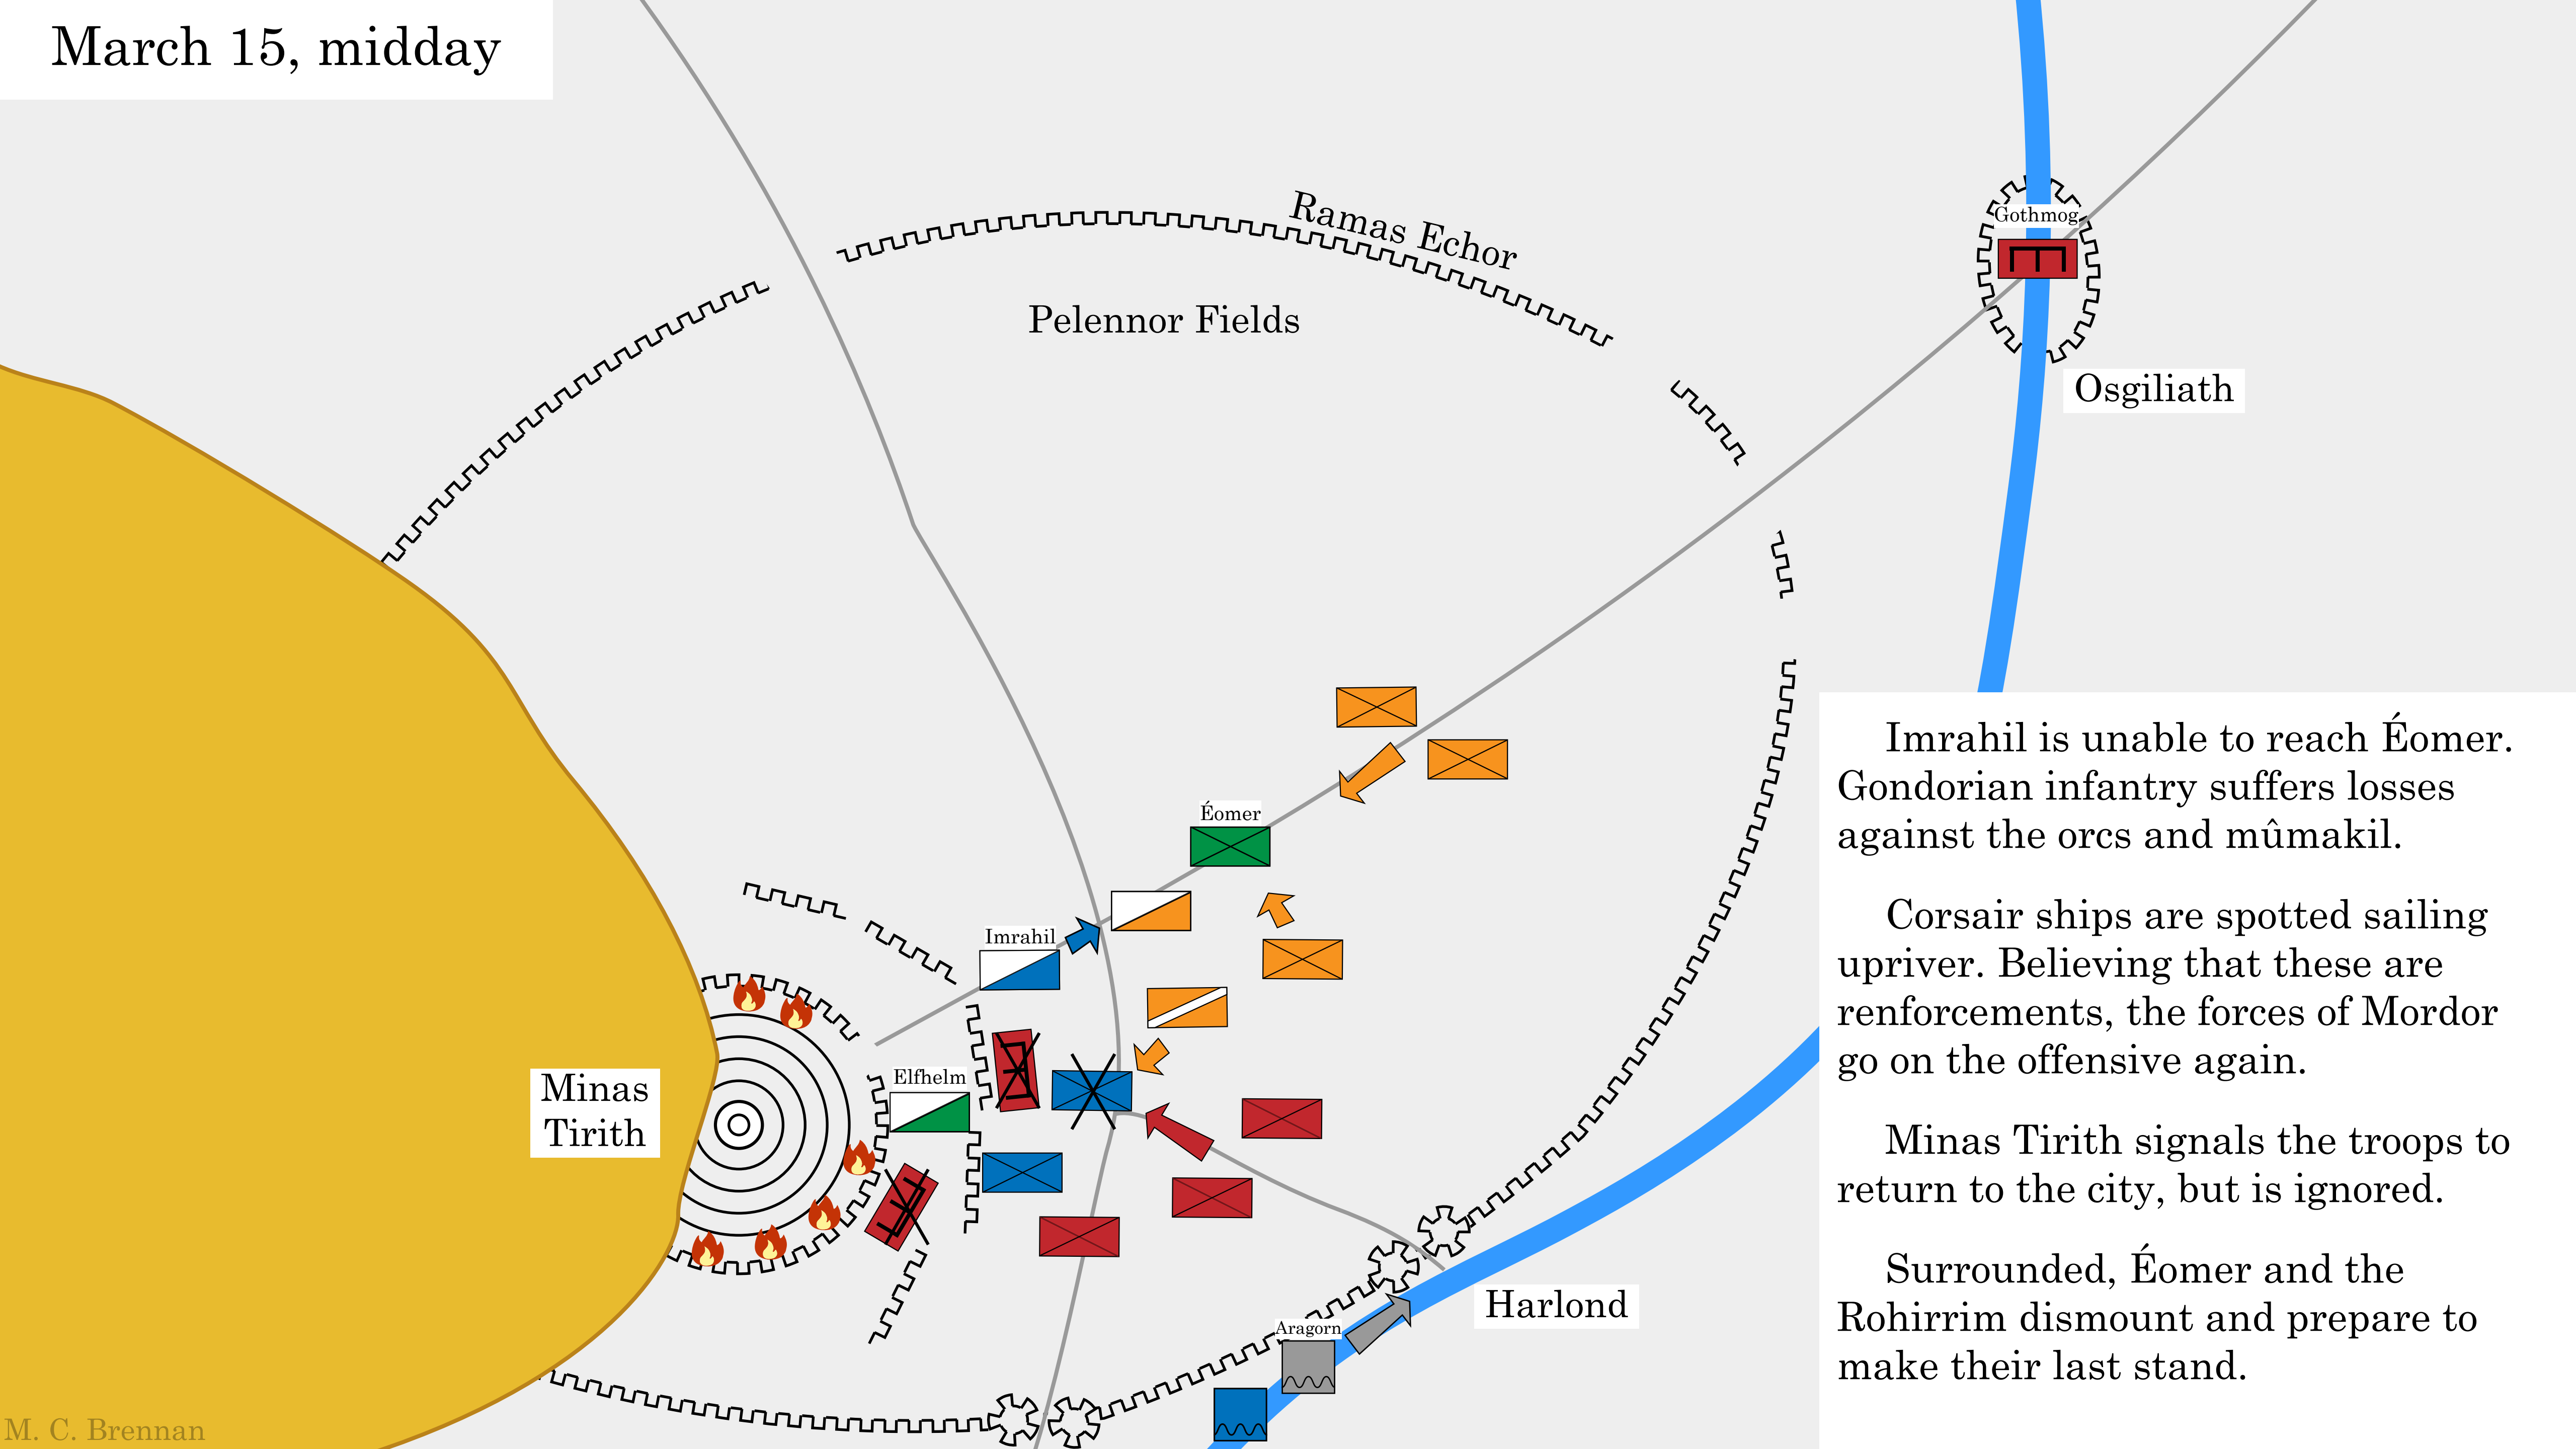 March 15, midday
Ramas Echor
Pelennor Fields
Gothmog
Osgiliath
Éomer
Imrahil
Elfhelm
Minas
Tirith
Harlond
Aragorn
Imrahil is unable to reach Éomer.
Gondorian infantry suffers losses
against the orcs and mûmakil.
Corsair ships are spotted sailing
upriver. Believing that these are
renforcements, the forces of Mordor
go on the offensive again.
Minas Tirith signals the troops to
return to the city, but is ignored.
Surrounded, Éomer and the
Rohirrim dismount and prepare to
make their last stand.
M. C. Brennan